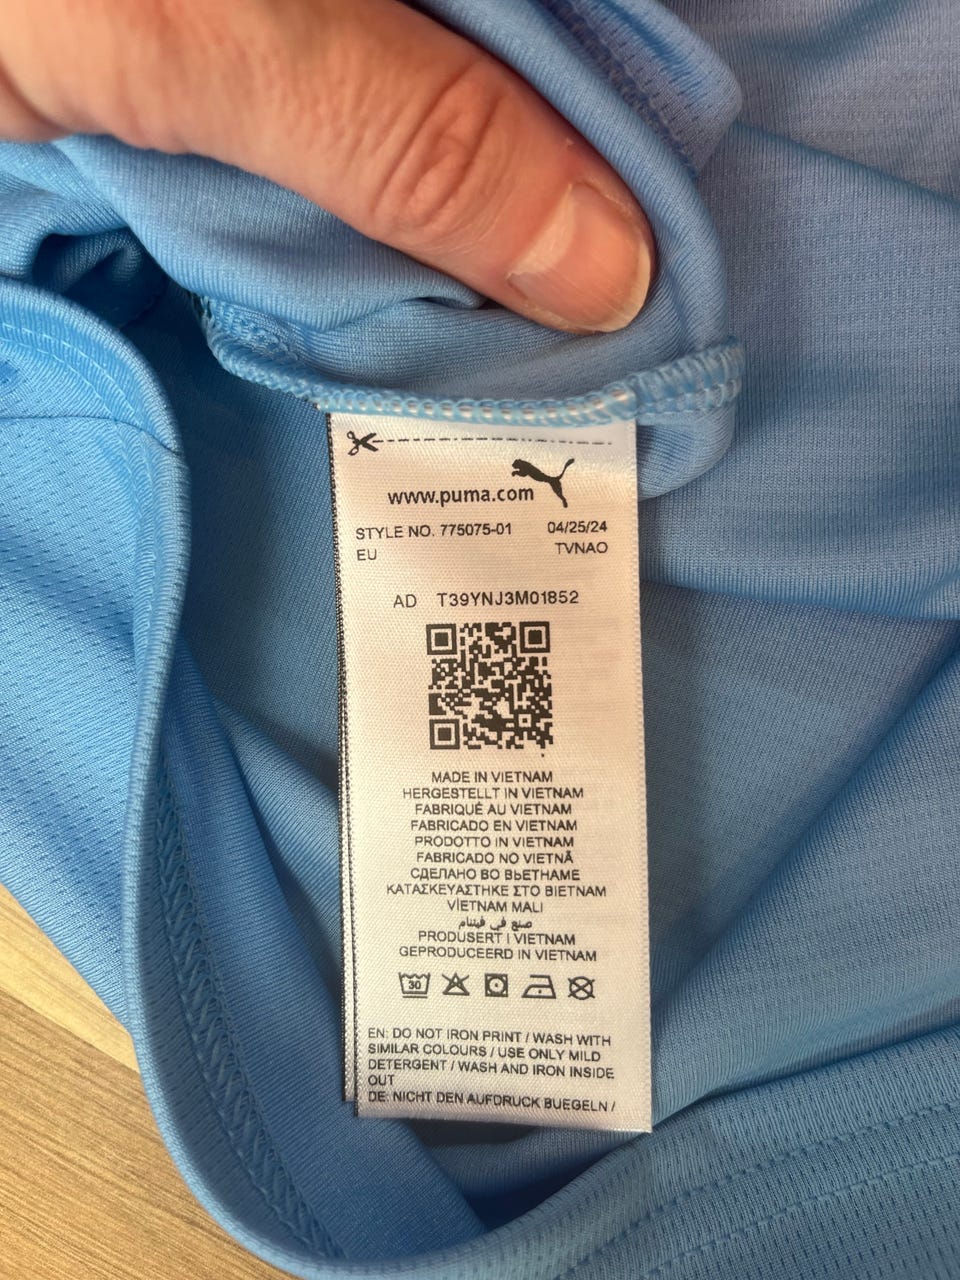 www.puma.com
STYLE NO. 775075-01 04/25/24
EU TVNAO
AD T39YNJ3M01852
MADE IN VIETNAM
HERGESTELLT IN VIETNAM
FABRIQUÉ AU VIETNAM
FABRICADO EN VIETNAM
PRODOTTO IN VIETNAM
FABRICADO NO VIETNÃ
СДЕЛАНО ВО ВЬЕТНАМЕ
ΚΑΤΑΣΚΕΥΑΣΤΗΚΕ ΣΤΟ ΒΙΕΤΝΑΜ
VİETNAM MALI
صنع في فيتنام
PRODUSERT I VIETNAM
GEPRODUCEERD IN VIETNAM
30
EN: DO NOT IRON PRINT / WASH WITH
SIMILAR COLOURS / USE ONLY MILD
DETERGENT / WASH AND IRON INSIDE
OUT
DE: NICHT DEN AUFDRUCK BUEGELN /